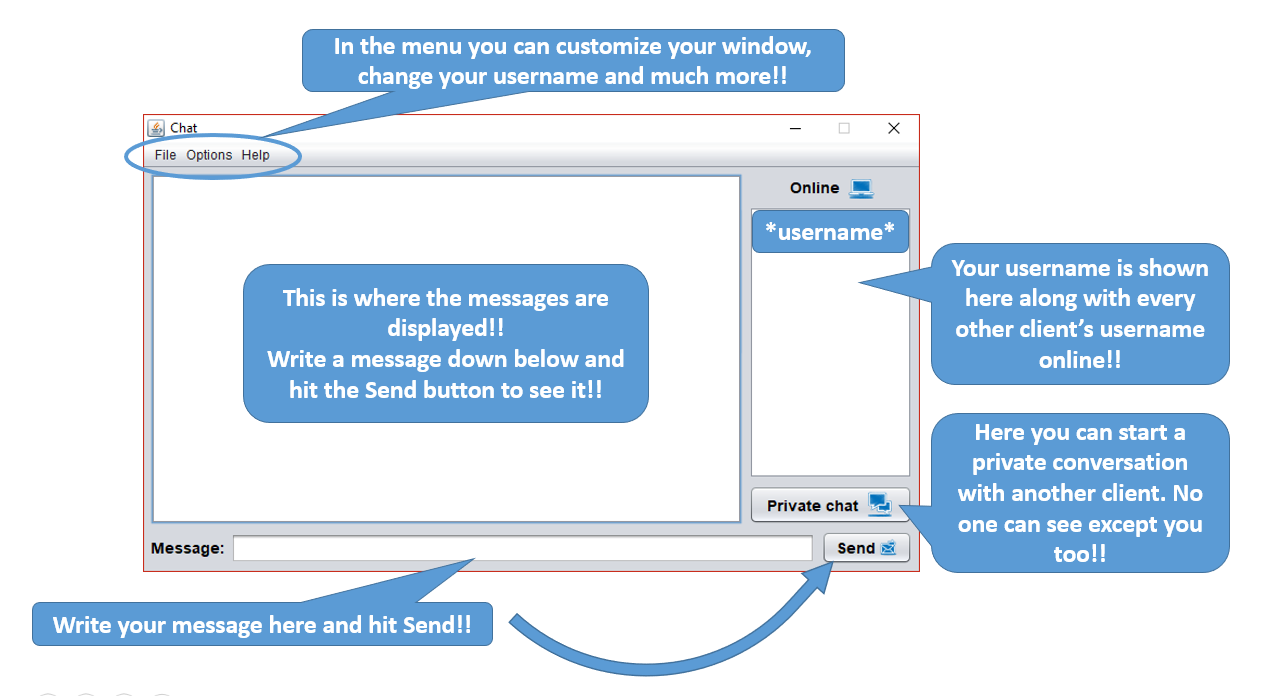 In the menu you can customize your window,
change your username and much more!!
Chat
File Options Help
Online
*username*
This is where the messages are
displayed!!
Write a message down below and
hit the Send button to see it!!
Your username is shown
here along with every
other client’s username
online!!
Here you can start a
private conversation
with another client. No
one can see except you
too!!
Private chat
Message:
Send
Write your message here and hit Send!!